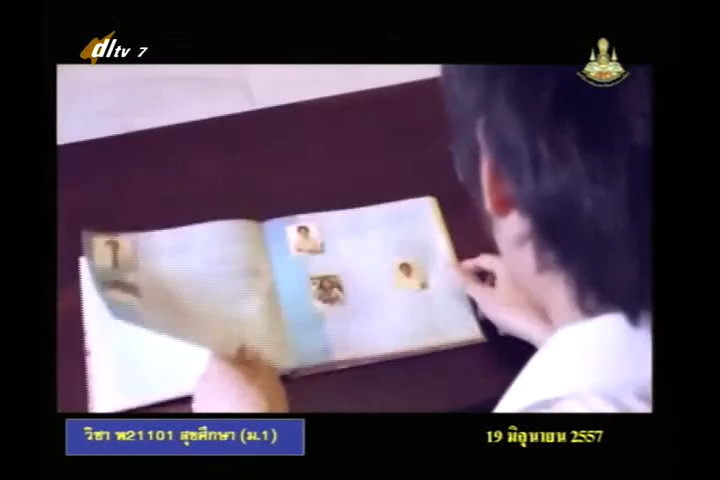 dltv 7
วิชา พ21101 สุขศึกษา (ม.1)
19 มิถุนายน 2557